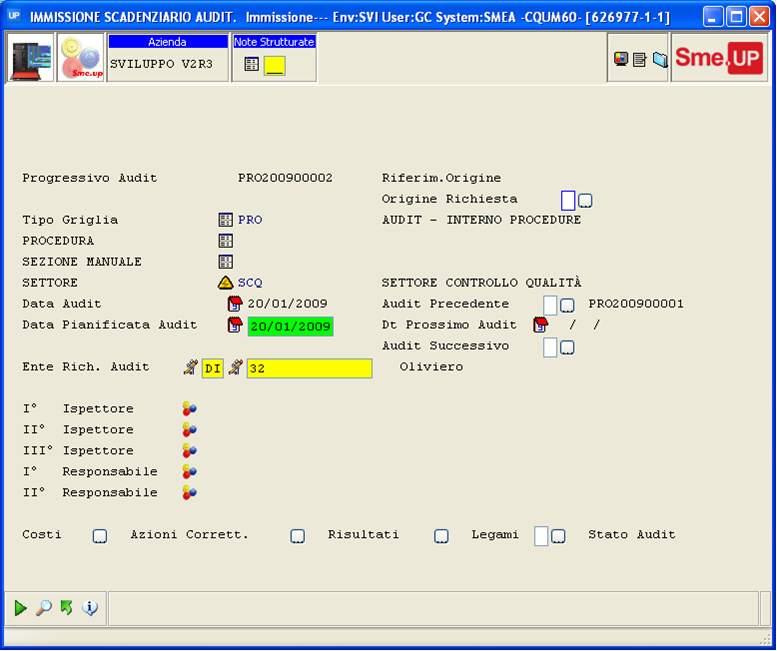 UP IMMISSIONE SCADENZIARIO AUDIT. Immissione--- Env:SVI User:GC System:SMEA -CQUM60- [626977-1-1]
Sme.up
Azienda
SVILUPPO V2R3
Note Strutturate
Sme.UP
Progressivo Audit PRO200900002 Riferim.Origine
Origine Richiesta
Tipo Griglia PRO AUDIT - INTERNO PROCEDURE
PROCEDURA
SEZIONE MANUALE
SETTORE SCQ SETTORE CONTROLLO QUALITÀ
Data Audit 20/01/2009 Audit Precedente PRO200900001
Data Pianificata Audit 20/01/2009 Dt Prossimo Audit / /
Audit Successivo
Ente Rich. Audit DI 32 Oliviero
I° Ispettore
II° Ispettore
III° Ispettore
I° Responsabile
II° Responsabile
Costi Azioni Corrett. Risultati Legami Stato Audit